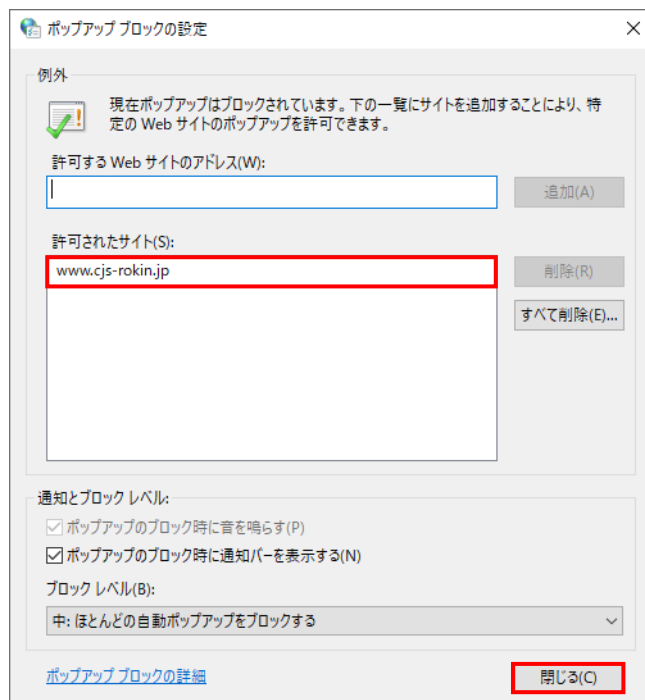 ポップアップ ブロックの設定
例外
現在ポップアップはブロックされています。下の一覧にサイトを追加することにより、特
定の Web サイトのポップアップを許可できます。
許可する Web サイトのアドレス(W):
追加(A)
許可されたサイト(S):
www.cjs-rokin.jp
削除(R)
すべて削除(E)...
通知とブロック レベル:
ポップアップのブロック時に音を鳴らす(P)
ポップアップのブロック時に通知バーを表示する(N)
ブロック レベル(B):
中: ほとんどの自動ポップアップをブロックする
ポップアップ ブロックの詳細
閉じる(C)